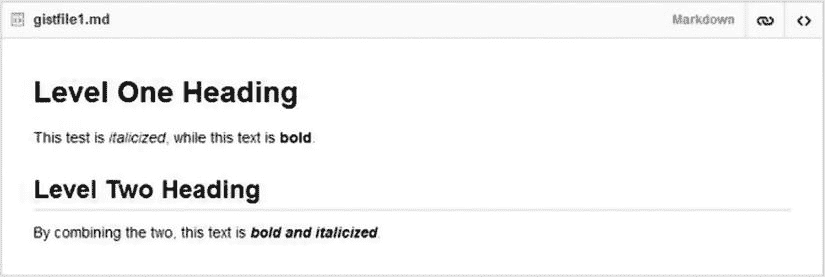 gistfile1.md
Markdown
Level One Heading
This test is italicized, while this text is bold.
Level Two Heading
By combining the two, this text is bold and italicized.